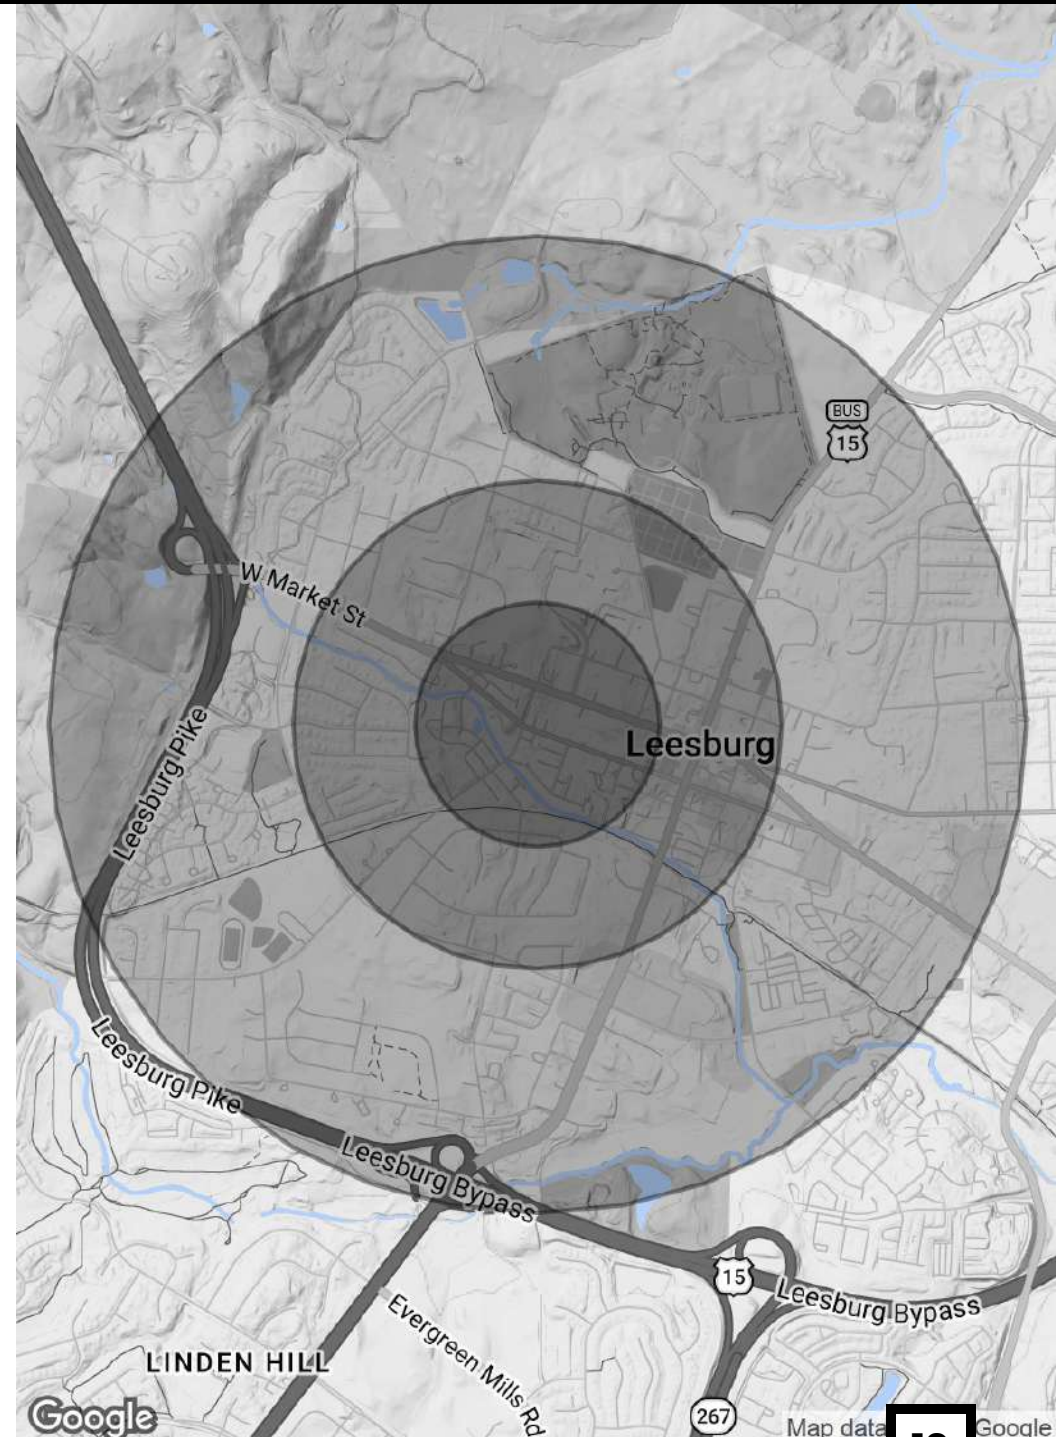 BUS
15
W Market St
Leesburg
Leesburg Pike
Leesburg Pike
Leesburg Bypass
15
Leesburg Bypass
Evergreen Mills Rd
LINDEN HILL
267
Google
Map data
Google